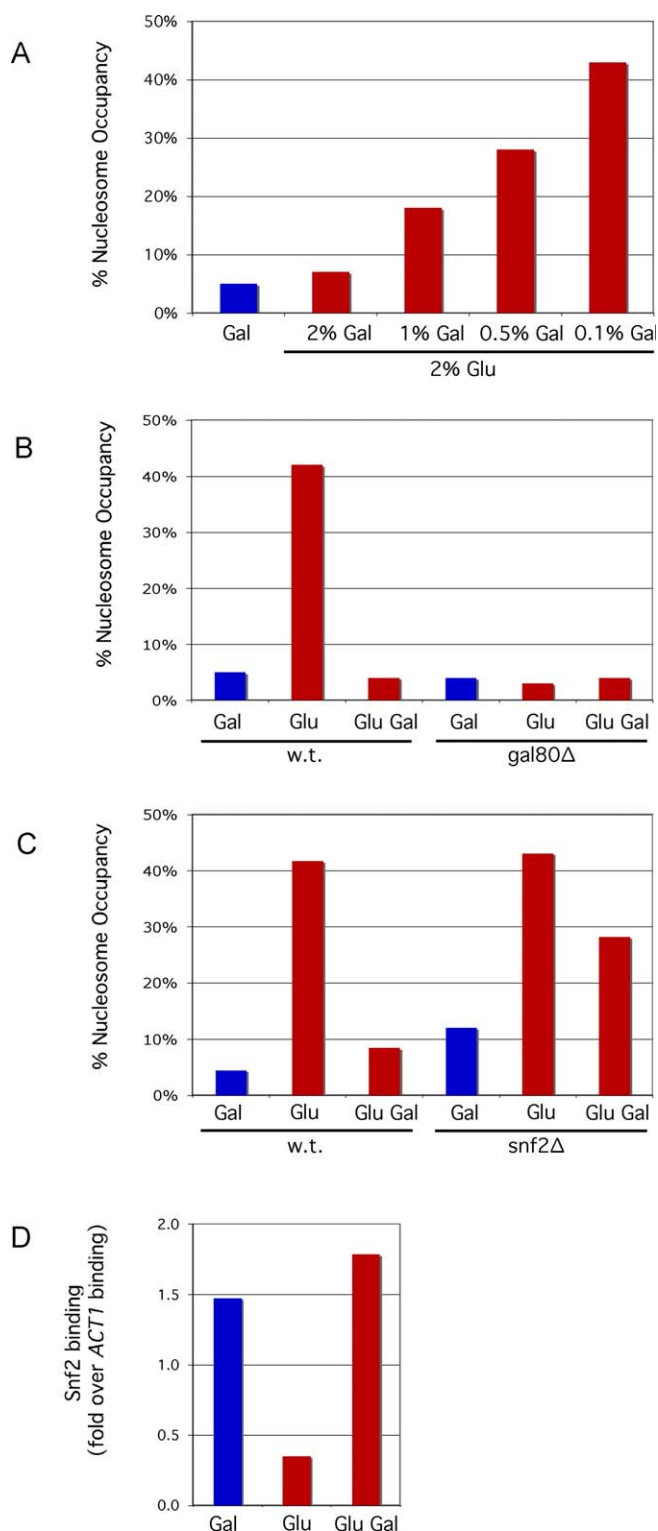 A
% Nucleosome Occupancy
50%
40%
30%
20%
10%
0%
Gal 2% Gal 1% Gal 0.5% Gal 0.1% Gal
2% Glu
B
% Nucleosome Occupancy
50%
40%
30%
20%
10%
0%
Gal Glu Glu Gal Gal Glu Glu Gal
w.t. gal80Δ
C
% Nucleosome Occupancy
50%
40%
30%
20%
10%
0%
Gal Glu Glu Gal Gal Glu Glu Gal
w.t. snf2Δ
D
Snf2 binding
(fold over ACT1 binding)
2.0
1.5
1.0
0.5
0.0
Gal Glu Glu Gal